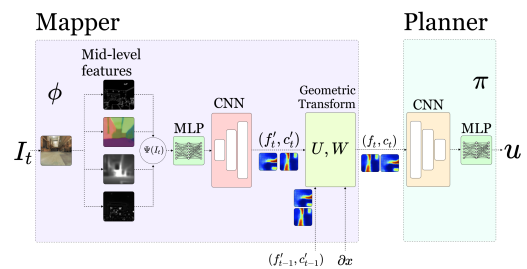 Mapper
Planner
Mid-level
features
ϕ
I_t
Ψ(I_t)
MLP
CNN
(f'_t, c'_t)
Geometric
Transform
U, W
(f_t, c_t)
(f'_{t-1}, c'_{t-1})
∂x
CNN
π
MLP
u